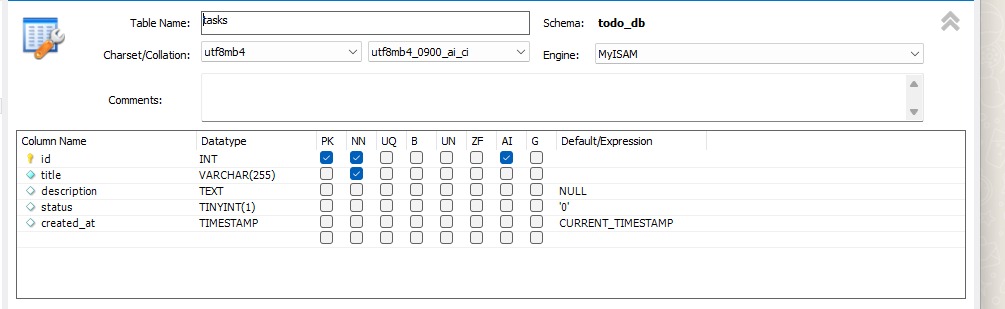 Table Name: tasks Schema: todo_db
Charset/Collation: utf8mb4 utf8mb4_0900_ai_ci Engine: MyISAM
Comments:
Column Name Datatype PK NN UQ B UN ZF AI G Default/Expression
id INT
title VARCHAR(255)
description TEXT NULL
status TINYINT(1) '0'
created_at TIMESTAMP CURRENT_TIMESTAMP